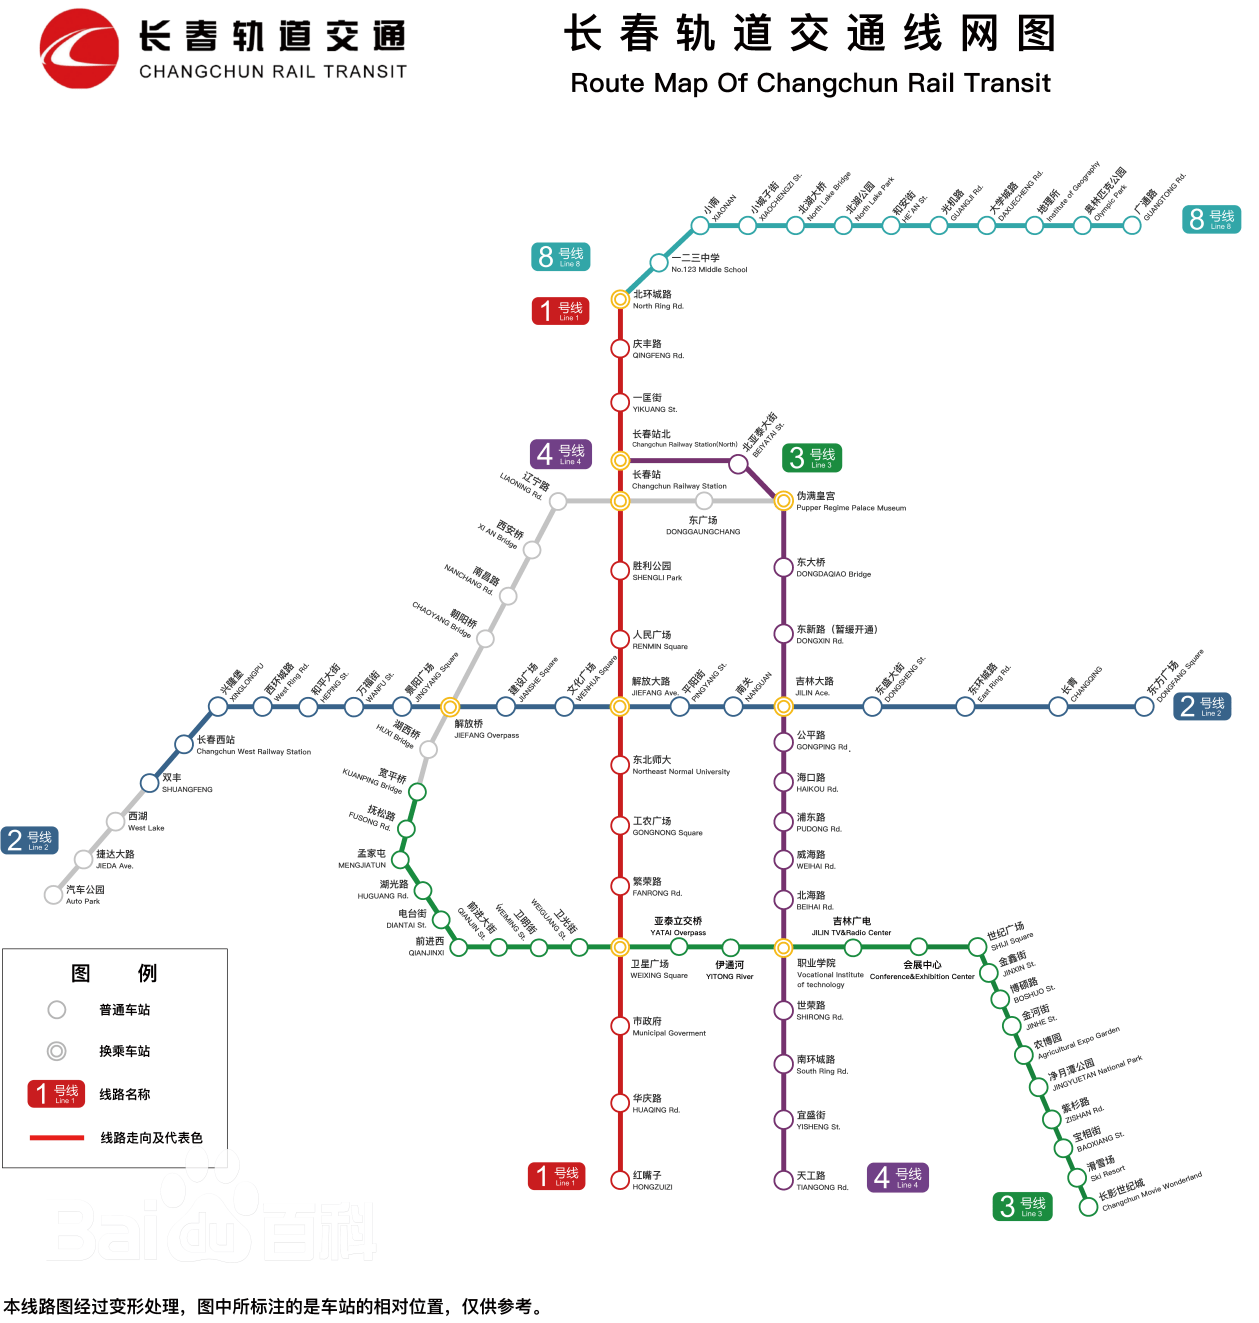 长春轨道交通
CHANGCHUN RAIL TRANSIT
长春轨道交通线网图
Route Map Of Changchun Rail Transit
小南
XIAONAN
小城子街
XIAOCHENGZI St.
北湖大桥
North Lake Bridge
北湖公园
North Lake Park
和安街
HE'AN St.
光机路
GUANGJI Rd.
大学城路
DAXUECHENG Rd.
地理所
Institute of Geography
奥林匹克公园
Olympic Park
广通路
GUANGTONG Rd.
8 号线
Line 8
8 号线
Line 8
一二三中学
No.123 Middle School
北环城路
North Ring Rd.
1 号线
Line 1
庆丰路
QINGFENG Rd.
一匡街
YIKUANG St.
长春站北
Changchun Railway Station(North)
4 号线
Line 4
北亚泰大街
BEIYATAI St.
3 号线
Line 3
长春站
Changchun Railway Station
辽宁路
LIAONING Rd.
东广场
DONGGAUNGCHANG
伪满皇宫
Pupper Regime Palace Museum
西安桥
XI AN Bridge
南昌路
NANCHANG Rd.
朝阳桥
CHAOYANG Bridge
胜利公园
SHENGLI Park
东大桥
DONGDAQIAO Bridge
人民广场
RENMIN Square
东新路（暂缓开通）
DONGXIN Rd.
兴隆堡
XINGLONGPU
西环城路
West Ring Rd.
和平大街
HEPING St.
万福街
WANFU St.
景阳广场
JINGYANG Square
解放桥
JIEFANG Overpass
建设广场
JIANSHE Square
文化广场
WENHUA Square
解放大路
JIEFANG Ave.
平阳街
PINGYANG St.
南关
NANGUAN
吉林大路
JILIN Ace.
东盛大街
DONGSHENG St.
东环城路
East Ring Rd.
长青
CHANGQING
东方广场
DONGFANG Square
2 号线
Line 2
长春西站
Changchun West Railway Station
双丰
SHUANGFENG
西湖
West Lake
捷达大路
JIEDA Ave.
汽车公园
Auto Park
2 号线
Line 2
湖西桥
HUXI Bridge
宽平桥
KUANPING Bridge
抚松路
FUSONG Rd.
孟家屯
MENGJIATUN
湖光路
HUGUANG Rd.
电台街
DIANTAI St.
前进西
QIANJINXI
前进大街
QIANJIN St.
卫明街
WEIMING St.
卫光街
WEIGUANG St.
东北师大
Northeast Normal University
工农广场
GONGNONG Square
繁荣路
FANRONG Rd.
公平路
GONGPING Rd.
海口路
HAIKOU Rd.
浦东路
PUDONG Rd.
威海路
WEIHAI Rd.
北海路
BEIHAI Rd.
卫星广场
WEIXING Square
亚泰立交桥
YATAI Overpass
伊通河
YITONG River
职业学院
Vocational Institute
of technology
吉林广电
JILIN TV&Radio Center
会展中心
Conference&Exhibition Center
世纪广场
SHIJI Square
金鑫街
JINXIN St.
博硕路
BOSHUO St.
金河街
JINHE St.
农博园
Agricultural Expo Garden
净月潭公园
JINGYUETAN National Park
紫杉路
ZISHAN Rd.
宝相街
BAOXIANG St.
滑雪场
Ski Resort
长影世纪城
Changchun Movie Wonderland
3 号线
Line 3
市政府
Municipal Goverment
华庆路
HUAQING Rd.
红嘴子
HONGZUIZI
1 号线
Line 1
世荣路
SHIRONG Rd.
南环城路
South Ring Rd.
宜盛街
YISHENG St.
天工路
TIANGONG Rd.
4 号线
Line 4
图 例
普通车站
换乘车站
1 号线
Line 1
线路名称
线路走向及代表色
Baidu百科
本线路图经过变形处理，图中所标注的是车站的相对位置，仅供参考。